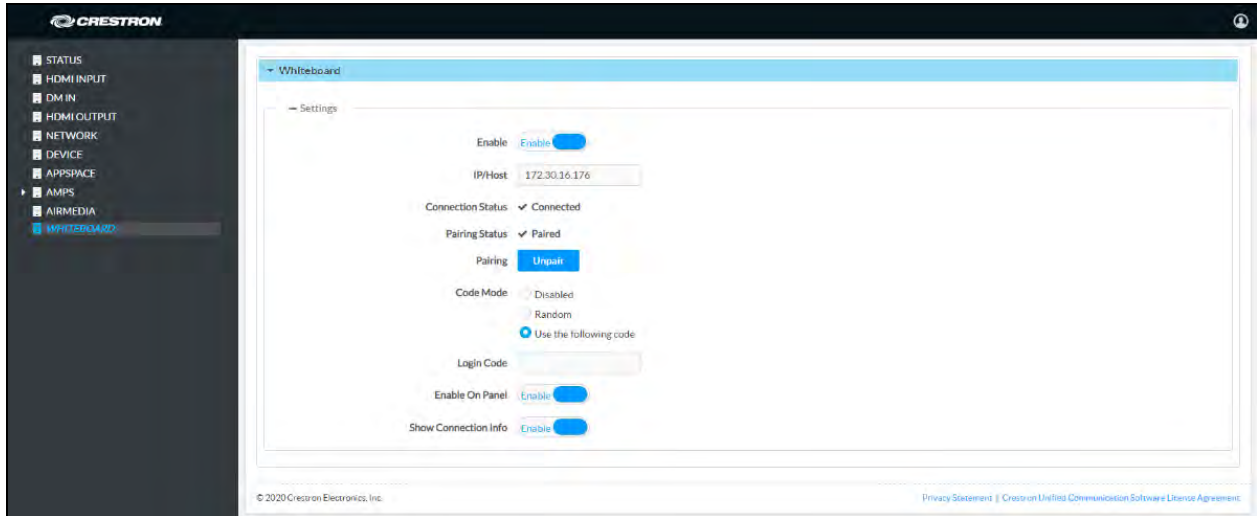 CRESTRON
STATUS
HDMI INPUT
DM IN
HDMI OUTPUT
NETWORK
DEVICE
APPSPACE
AMPS
AIRMEDIA
WHITEBOARD
Whiteboard
Settings
Enable Enable
IP/Host 172.30.16.176
Connection Status Connected
Pairing Status Paired
Pairing Unpair
Code Mode Disabled
Random
Use the following code
Login Code
Enable On Panel Enable
Show Connection Info Enable
© 2020 Crestron Electronics, Inc. Privacy Statement | Crestron Unified Communication Software License Agreement